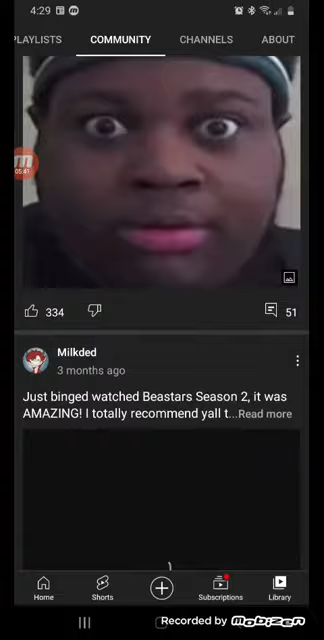 4:29
PLAYLISTS COMMUNITY CHANNELS ABOUT
05:41
334 51
Milkded
3 months ago
Just binged watched Beastars Season 2, it was
AMAZING! I totally recommend yall t...Read more
Home Shorts Subscriptions Library
Recorded by Mobizen